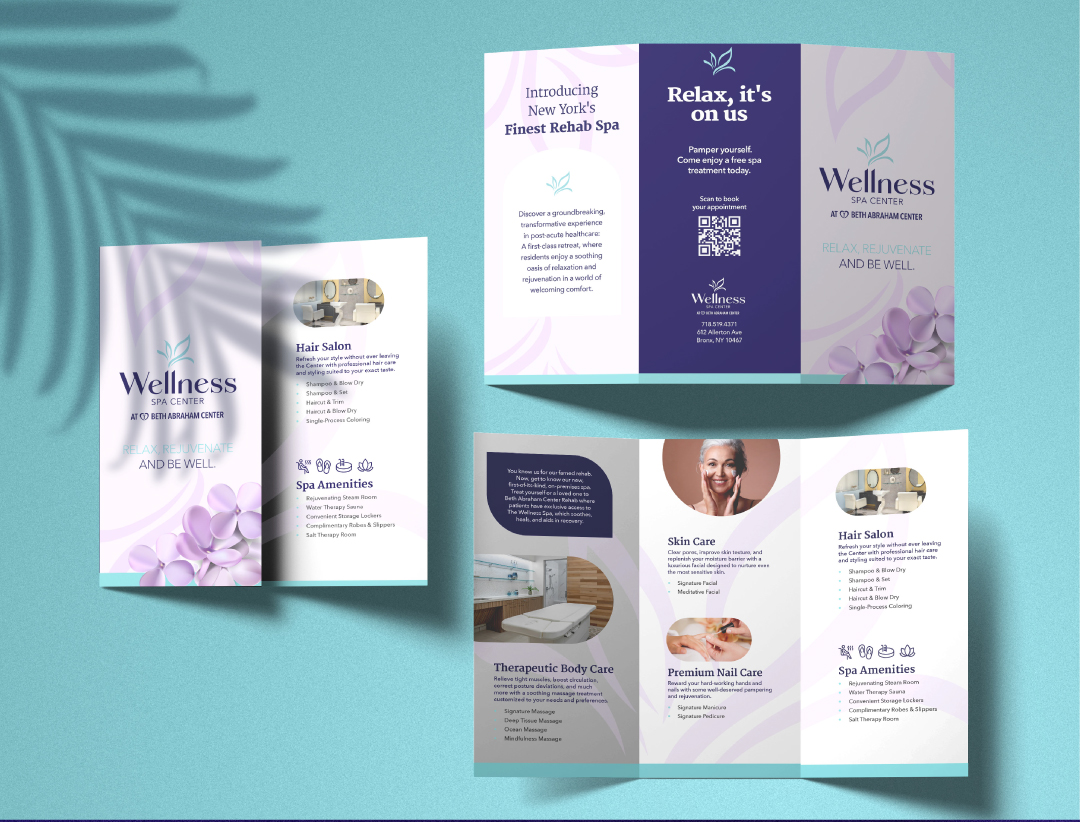 Introducing
New York's
Finest Rehab Spa
Discover a groundbreaking,
transformative experience
in post-acute healthcare:
A first-class retreat, where
residents enjoy a soothing
oasis of relaxation and
rejuvenation in a world of
welcoming comfort.
Relax, it's
on us
Pamper yourself.
Come enjoy a free spa
treatment today.
Scan to book
your appointment
Wellness
SPA CENTER
AT BETH ABRAHAM CENTER
718.519.4371
612 Allerton Ave
Bronx, NY 10467
Wellness
SPA CENTER
AT BETH ABRAHAM CENTER
RELAX, REJUVENATE
AND BE WELL.
Wellness
SPA CENTER
AT BETH ABRAHAM CENTER
RELAX, REJUVENATE
AND BE WELL.
Hair Salon
Refresh your style without ever leaving
the Center with professional hair care
and styling suited to your exact taste.
Shampoo & Blow Dry
Shampoo & Set
Haircut & Trim
Haircut & Blow Dry
Single-Process Coloring
Spa Amenities
Rejuvenating Steam Room
Water Therapy Sauna
Convenient Storage Lockers
Complimentary Robes & Slippers
Salt Therapy Room
You knew us for our famed rehab.
Now, get to know our new,
first-of-its-kind, on-premises spa.
Treat yourself or a loved one to
Beth Abraham Center Rehab where
patients have exclusive access to
The Wellness Spa, which soothes,
heals, and aids in recovery.
Therapeutic Body Care
Relieve tight muscles, boost circulation,
correct posture deviations, and much
more with a soothing massage treatment
customized to your needs and preferences.
Signature Massage
Deep Tissue Massage
Ocean Massage
Mindfulness Massage
Skin Care
Clear pores, improve skin texture, and
replenish your moisture barrier with a
luxurious facial designed to nurture even
the most sensitive skin.
Signature Facial
Meditative Facial
Premium Nail Care
Reward your hard-working hands and
nails with some well-deserved pampering
and rejuvenation.
Signature Manicure
Signature Pedicure
Hair Salon
Refresh your style without ever leaving
the Center with professional hair care
and styling suited to your exact taste.
Shampoo & Blow Dry
Shampoo & Set
Haircut & Trim
Haircut & Blow Dry
Single-Process Coloring
Spa Amenities
Rejuvenating Steam Room
Water Therapy Sauna
Convenient Storage Lockers
Complimentary Robes & Slippers
Salt Therapy Room